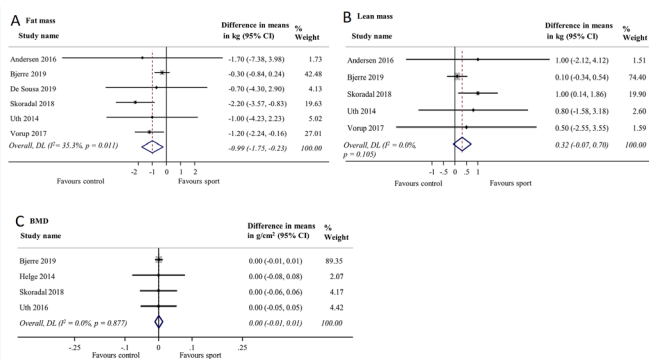 A Fat mass
Study name
Difference in means in kg (95% CI)
% Weight
Andersen 2016 -1.70 (-7.38, 3.98) 1.73
Bjerre 2019 -0.30 (-0.84, 0.24) 42.48
De Sousa 2019 -0.70 (-4.30, 2.90) 4.13
Skoradal 2018 -2.20 (-3.57, -0.83) 19.63
Uth 2014 -1.00 (-4.23, 2.23) 5.02
Vorup 2017 -1.20 (-2.24, -0.16) 27.01
Overall, DL (I² = 35.3%, p = 0.011) -0.99 (-1.75, -0.23) 100.00
-2 -1 0 1 2
Favours control Favours sport
B Lean mass
Study name
Difference in means in kg (95% CI)
% Weight
Andersen 2016 1.00 (-2.12, 4.12) 1.51
Bjerre 2019 0.10 (-0.34, 0.54) 74.40
Skoradal 2018 1.00 (0.14, 1.86) 19.90
Uth 2014 0.80 (-1.58, 3.18) 2.60
Vorup 2017 0.50 (-2.55, 3.55) 1.59
Overall, DL (I² = 0.0%, 0.32 (-0.07, 0.70) 100.00
p = 0.105)
-1 -.5 0 .5 1
Favours control Favours sport
C BMD
Study name
Difference in means in g/cm² (95% CI)
% Weight
Bjerre 2019 0.00 (-0.01, 0.01) 89.35
Helge 2014 0.00 (-0.08, 0.08) 2.07
Skoradal 2018 0.00 (-0.06, 0.06) 4.17
Uth 2016 0.00 (-0.05, 0.05) 4.42
Overall, DL (I² = 0.0%, p = 0.877) 0.00 (-0.01, 0.01) 100.00
-.25 -.1 0 .1 .25
Favours control Favours sport